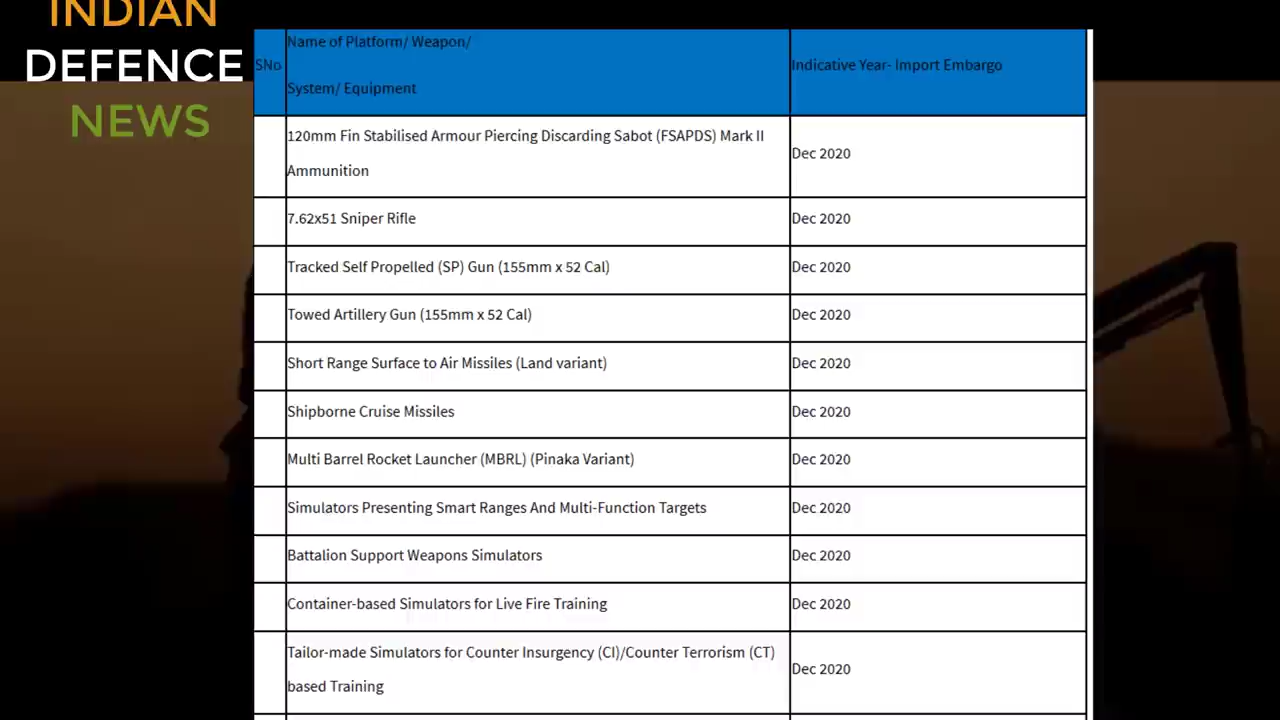 INDIAN
DEFENCE
NEWS
SNo
Name of Platform/ Weapon/
System/ Equipment
Indicative Year- Import Embargo
120mm Fin Stabilised Armour Piercing Discarding Sabot (FSAPDS) Mark II
Ammunition
Dec 2020
7.62x51 Sniper Rifle
Dec 2020
Tracked Self Propelled (SP) Gun (155mm x 52 Cal)
Dec 2020
Towed Artillery Gun (155mm x 52 Cal)
Dec 2020
Short Range Surface to Air Missiles (Land variant)
Dec 2020
Shipborne Cruise Missiles
Dec 2020
Multi Barrel Rocket Launcher (MBRL) (Pinaka Variant)
Dec 2020
Simulators Presenting Smart Ranges And Multi-Function Targets
Dec 2020
Battalion Support Weapons Simulators
Dec 2020
Container-based Simulators for Live Fire Training
Dec 2020
Tailor-made Simulators for Counter Insurgency (CI)/Counter Terrorism (CT)
based Training
Dec 2020